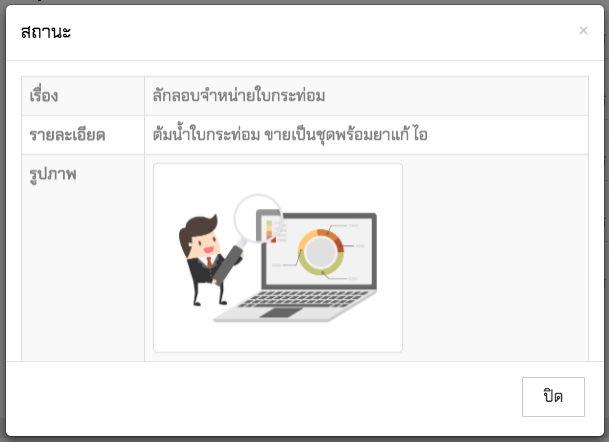 สถานะ
×
เรื่อง ลักลอบจำหน่ายใบกระท่อม
รายละเอียด ต้มน้ำใบกระท่อม ขายเป็นชุดพร้อมยาแก้ ไอ
รูปภาพ
ปิด